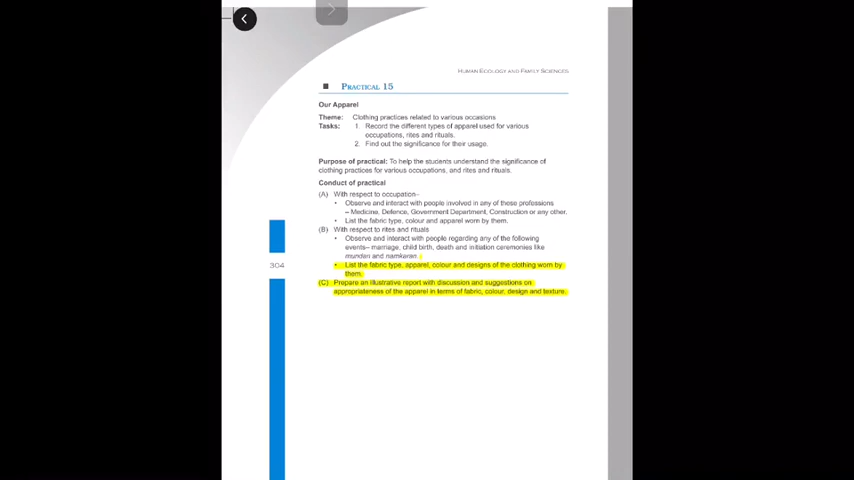 HUMAN ECOLOGY AND FAMILY SCIENCES
PRACTICAL 15
Our Apparel
Theme: Clothing practices related to various occasions
Tasks: 1. Record the different types of apparel used for various
occupations, rites and rituals.
2. Find out the significance for their usage.
Purpose of practical: To help the students understand the significance of
clothing practices for various occupations, and rites and rituals.
Conduct of practical
(A) With respect to occupation–
• Observe and interact with people involved in any of these professions
– Medicine, Defence, Government Department, Construction or any other.
• List the fabric type, colour and apparel worn by them.
(B) With respect to rites and rituals
• Observe and interact with people regarding any of the following
events– marriage, child birth, death and initiation ceremonies like
mundan and namkaran
• List the fabric type, apparel, colour and designs of the clothing worn by
them.
304
(C) Prepare an illustrative report with discussion and suggestions on
appropriateness of the apparel in terms of fabric, colour, design and texture.